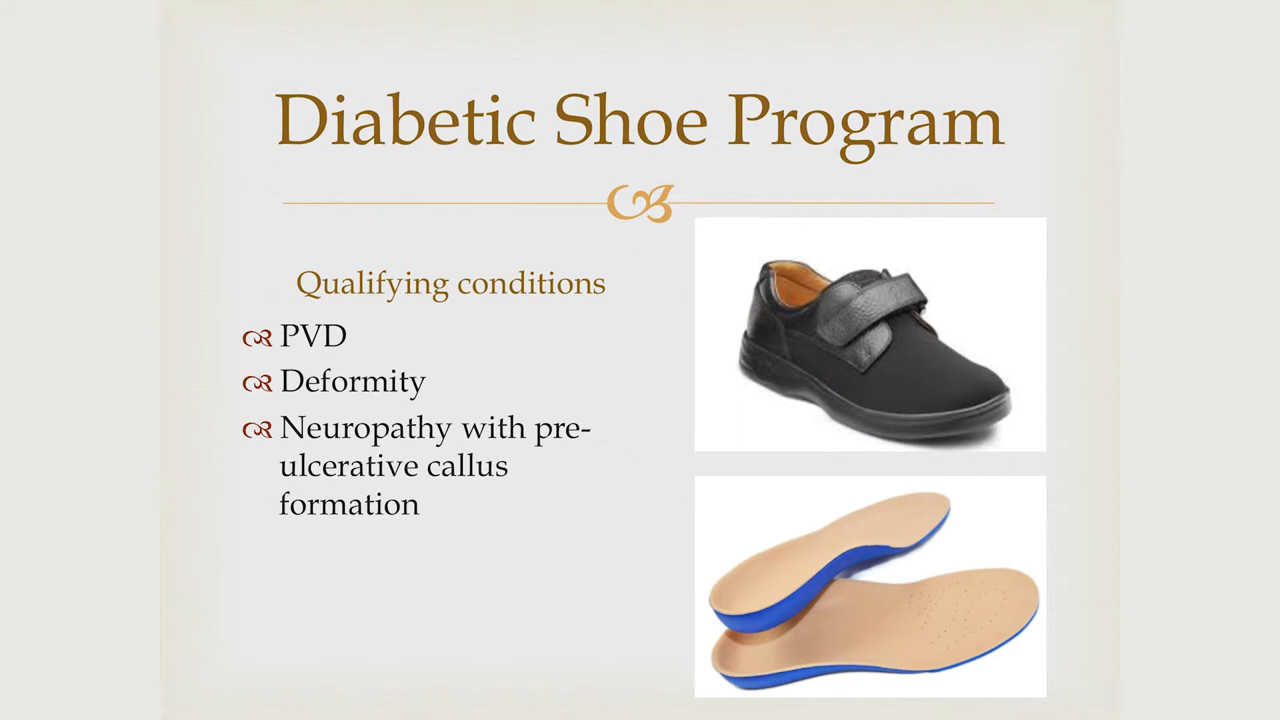 Diabetic Shoe Program
Qualifying conditions
PVD
Deformity
Neuropathy with pre-
ulcerative callus
formation